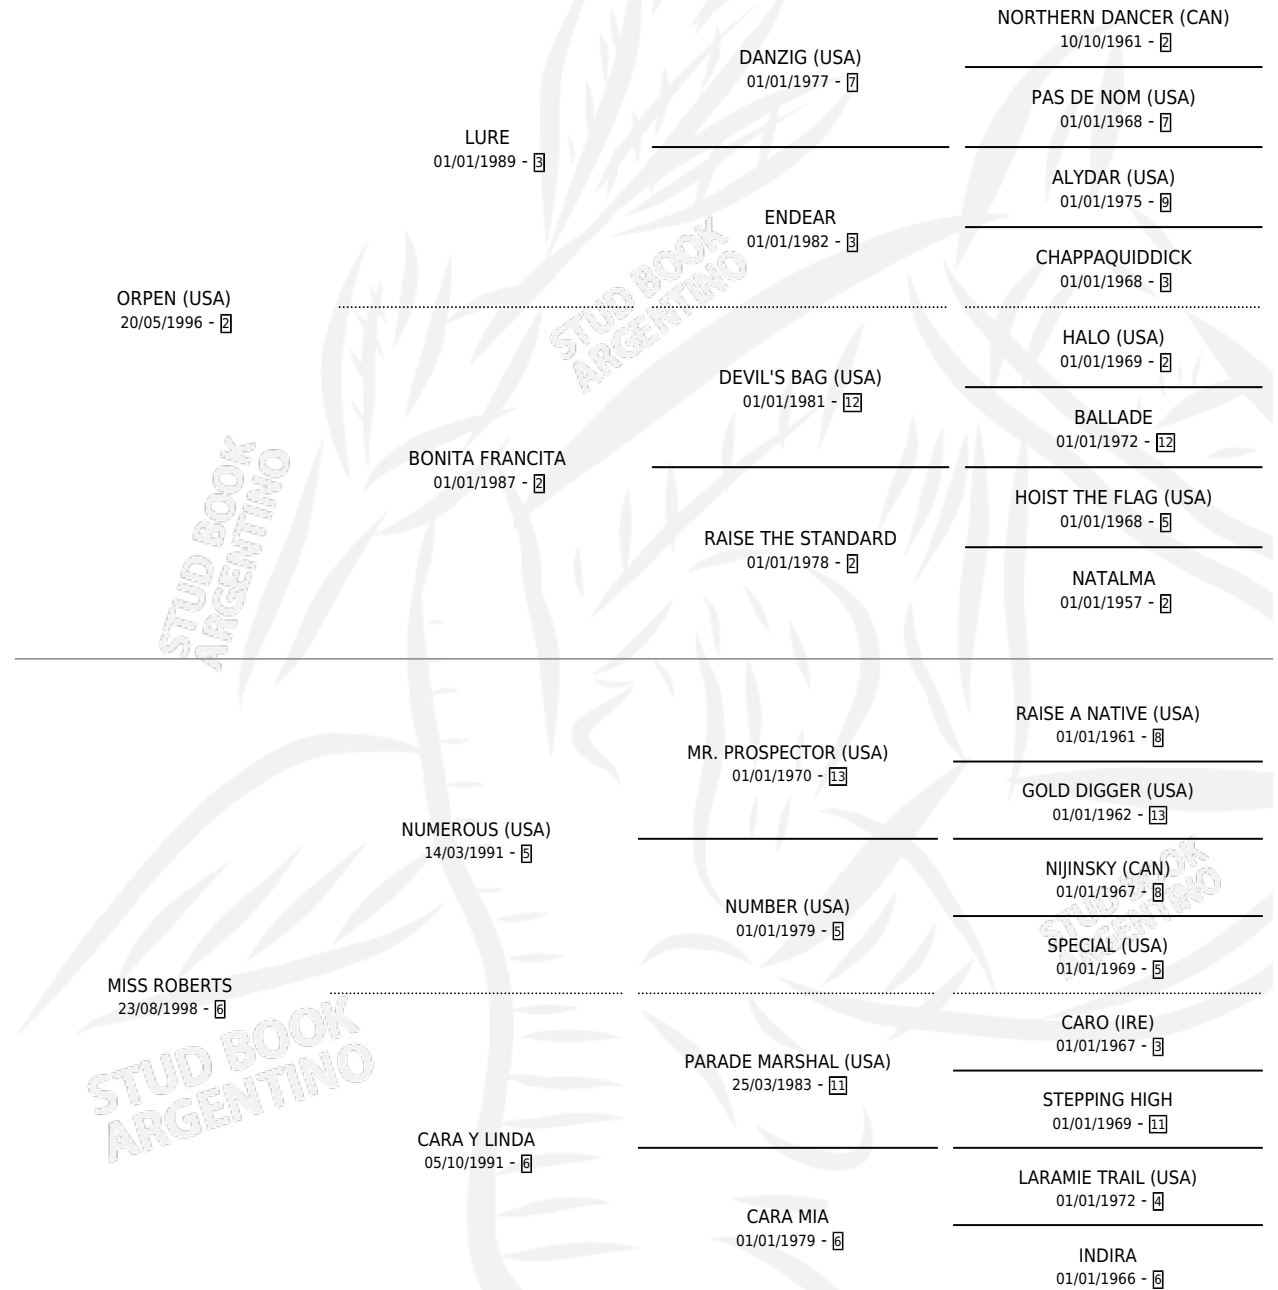 NORTHERN DANCER (CAN)
10/10/1961 - 2
DANZIG (USA)
01/01/1977 - 7
PAS DE NOM (USA)
01/01/1968 - 7
LURE
01/01/1989 - 3
ALYDAR (USA)
01/01/1975 - 9
ENDEAR
01/01/1982 - 3
CHAPPAQUIDDICK
01/01/1968 - 3
ORPEN (USA)
20/05/1996 - 2
STUD BOOK
ARGENTINO
HALO (USA)
01/01/1969 - 2
DEVIL'S BAG (USA)
01/01/1981 - 12
BALLADE
01/01/1972 - 12
BONITA FRANCITA
01/01/1987 - 2
HOIST THE FLAG (USA)
01/01/1968 - 5
RAISE THE STANDARD
01/01/1978 - 2
NATALMA
01/01/1957 - 2
STUD BOOK
ARGENTINO
RAISE A NATIVE (USA)
01/01/1961 - 8
MR. PROSPECTOR (USA)
01/01/1970 - 13
GOLD DIGGER (USA)
01/01/1962 - 13
NUMEROUS (USA)
14/03/1991 - 5
NIJINSKY (CAN)
01/01/1967 - 8
NUMBER (USA)
01/01/1979 - 5
SPECIAL (USA)
01/01/1969 - 5
STUD BOOK
ARGENTINO
MISS ROBERTS
23/08/1998 - 6
CARO (IRE)
01/01/1967 - 3
PARADE MARSHAL (USA)
25/03/1983 - 11
STEPPING HIGH
01/01/1969 - 11
STUD BOOK
ARGENTINO
CARA Y LINDA
05/10/1991 - 6
LARAMIE TRAIL (USA)
01/01/1972 - 4
CARA MIA
01/01/1979 - 6
INDIRA
01/01/1966 - 6